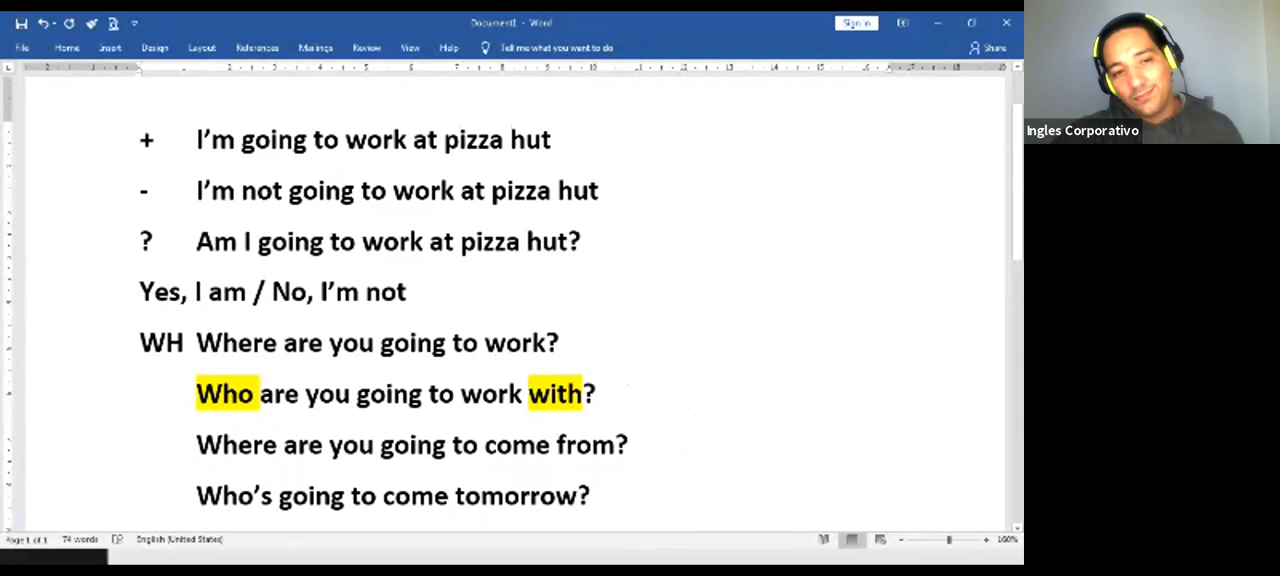 Document1 - Word
Sign in
File Home Insert Design Layout References Mailings Review View Help Tell me what you want to do
Share
+ I'm going to work at pizza hut
- I'm not going to work at pizza hut
? Am I going to work at pizza hut?
Yes, I am / No, I'm not
WH Where are you going to work?
Who are you going to work with?
Where are you going to come from?
Who's going to come tomorrow?
Page 1 of 1 74 words English (United States)
160%
Ingles Corporativo